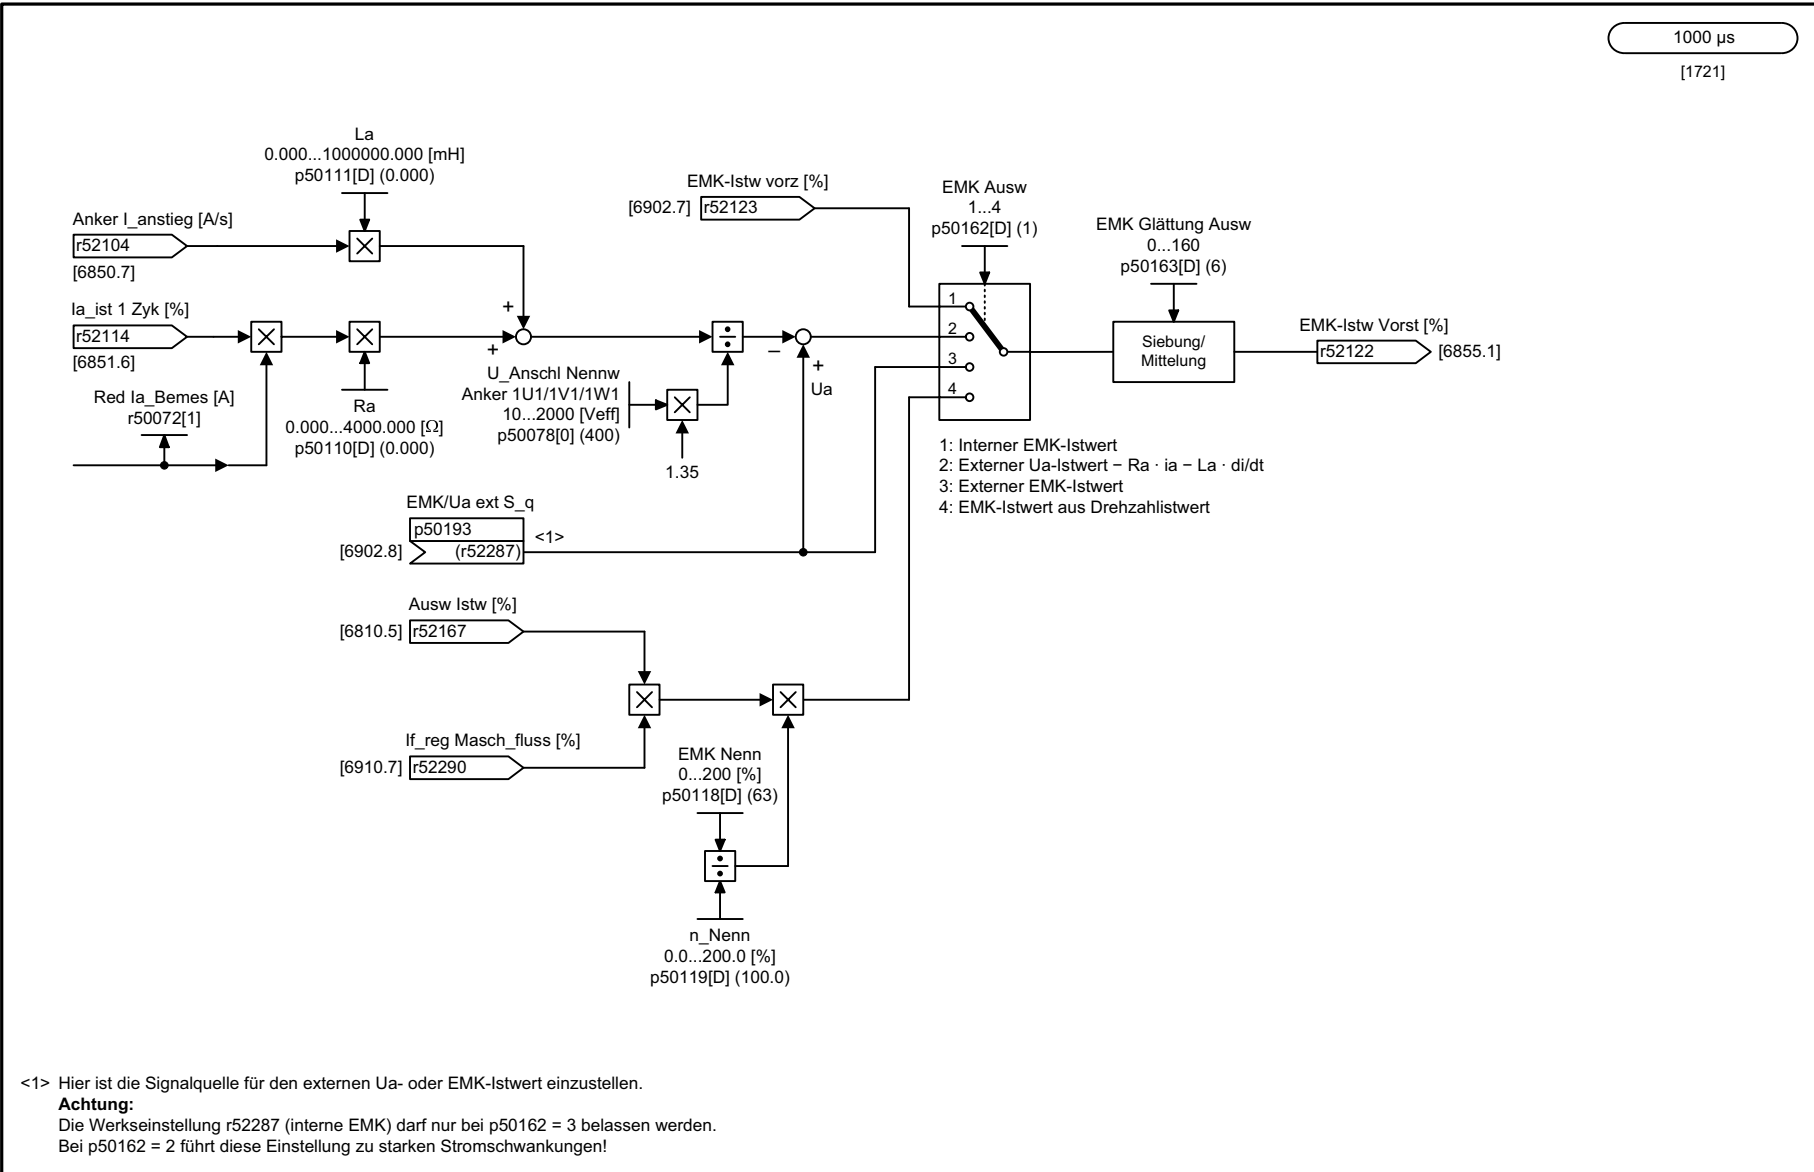 1000 µs
[1721]
La
0.000...1000000.000 [mH]
p50111[D] (0.000)
Anker I_anstieg [A/s]
r52104
[6850.7]
Ia_ist 1 Zyk [%]
r52114
[6851.6]
Red Ia_Bemes [A]
r50072[1]
Ra
0.000...4000.000 [Ω]
p50110[D] (0.000)
+
+
U_Anschl Nennw
Anker 1U1/1V1/1W1
10...2000 [Veff]
p50078[0] (400)
1.35
−
+
Ua
EMK-Istw vorz [%]
[6902.7] r52123
EMK Ausw
1...4
p50162[D] (1)
1
2
3
4
EMK Glättung Ausw
0...160
p50163[D] (6)
Siebung/
Mittelung
EMK-Istw Vorst [%]
r52122 [6855.1]
1: Interner EMK-Istwert
2: Externer Ua-Istwert − Ra · ia − La · di/dt
3: Externer EMK-Istwert
4: EMK-Istwert aus Drehzahlistwert
EMK/Ua ext S_q
p50193
<1>
[6902.8] (r52287)
Ausw Istw [%]
[6810.5] r52167
If_reg Masch_fluss [%]
[6910.7] r52290
EMK Nenn
0...200 [%]
p50118[D] (63)
n_Nenn
0.0...200.0 [%]
p50119[D] (100.0)
<1> Hier ist die Signalquelle für den externen Ua- oder EMK-Istwert einzustellen.
Achtung:
Die Werkseinstellung r52287 (interne EMK) darf nur bei p50162 = 3 belassen werden.
Bei p50162 = 2 führt diese Einstellung zu starken Stromschwankungen!